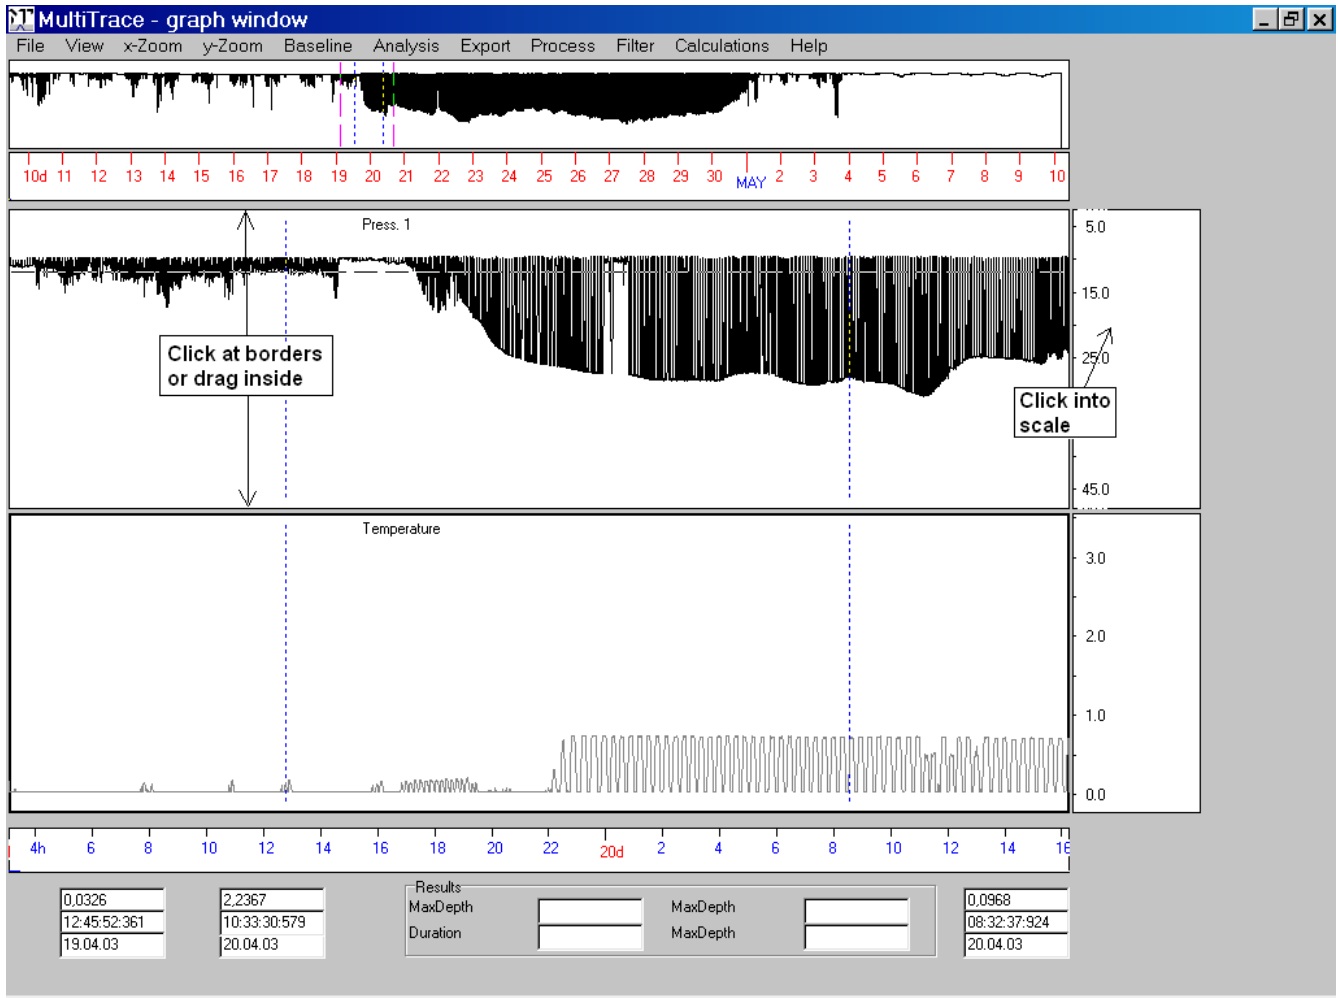 MultiTrace - graph window
File View x-Zoom y-Zoom Baseline Analysis Export Process Filter Calculations Help
10d 11 12 13 14 15 16 17 18 19 20 21 22 23 24 25 26 27 28 29 30 MAY 2 3 4 5 6 7 8 9 10
Press. 1
5.0
15.0
25.0
45.0
Click at borders
or drag inside
Click into
scale
Temperature
3.0
2.0
1.0
0.0
4h 6 8 10 12 14 16 18 20 22 20d 2 4 6 8 10 12 14 16
0,0326
12:45:52:361
19.04.03
2,2367
10:33:30:579
20.04.03
Results
MaxDepth MaxDepth
Duration MaxDepth
0,0968
08:32:37:924
20.04.03